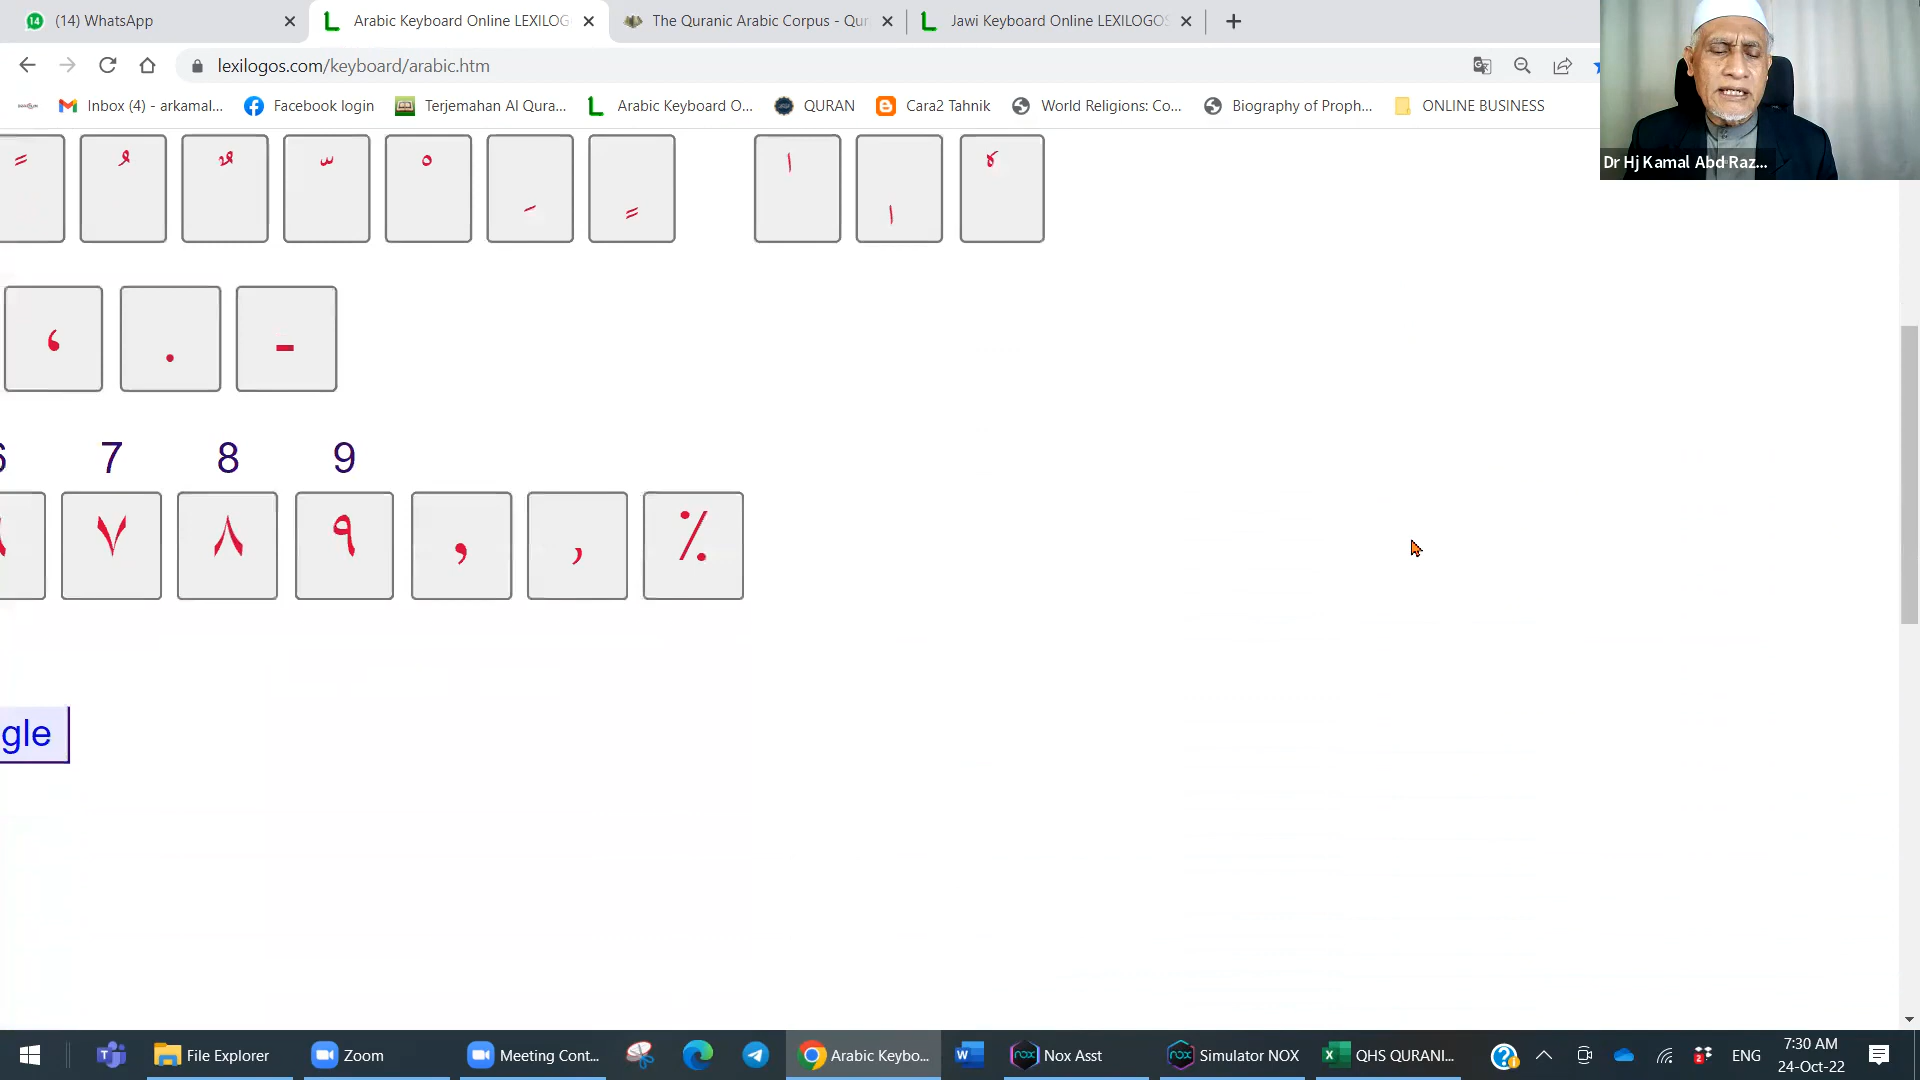 (14) WhatsApp
Arabic Keyboard Online LEXILOG
The Quranic Arabic Corpus - Qur
Jawi Keyboard Online LEXILOGOS
lexilogos.com/keyboard/arabic.htm
Inbox (4) - arkamal...
Facebook login
Terjemahan Al Qura...
Arabic Keyboard O...
QURAN
Cara2 Tahnik
World Religions: Co...
Biography of Proph...
ONLINE BUSINESS
Dr Hj Kamal Abd Raz...
، . -
6 7 8 9
٧ ٨ ٩ , , ٪
gle
File Explorer
Zoom
Meeting Cont...
Arabic Keybo...
Nox Asst
Simulator NOX
QHS QURANI...
ENG
7:30 AM
24-Oct-22